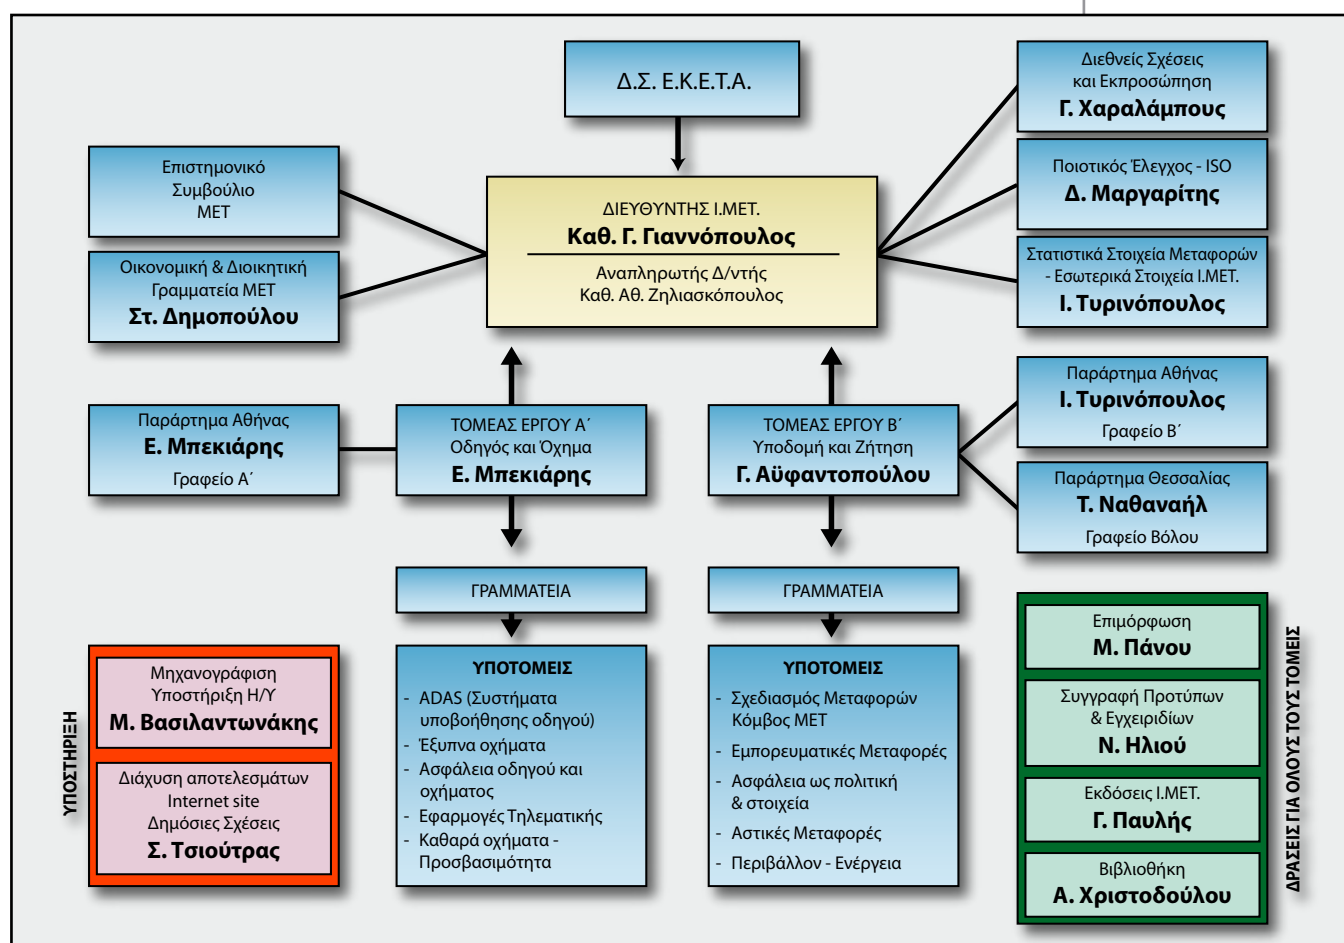 Δ.Σ. Ε.Κ.Ε.Τ.Α.
Επιστημονικό
Συμβούλιο
ΜΕΤ
Οικονομική & Διοικητική
Γραμματεία ΜΕΤ
Στ. Δημοπούλου
ΔΙΕΥΘΥΝΤΗΣ Ι.ΜΕΤ.
Καθ. Γ. Γιαννόπουλος
Αναπληρωτής Δ/ντής
Καθ. Αθ. Ζηλιασκόπουλος
Διεθνείς Σχέσεις
και Εκπροσώπηση
Γ. Χαραλάμπους
Ποιοτικός Έλεγχος - ISO
Δ. Μαργαρίτης
Στατιστικά Στοιχεία Μεταφορών
- Εσωτερικά Στοιχεία Ι.ΜΕΤ.
Ι. Τυρινόπουλος
Παράρτημα Αθήνας
Ε. Μπεκιάρης
Γραφείο Α΄
ΤΟΜΕΑΣ ΕΡΓΟΥ Α΄
Οδηγός και Όχημα
Ε. Μπεκιάρης
ΤΟΜΕΑΣ ΕΡΓΟΥ Β΄
Υποδομή και Ζήτηση
Γ. Αϋφαντοπούλου
Παράρτημα Αθήνας
Ι. Τυρινόπουλος
Γραφείο Β΄
Παράρτημα Θεσσαλίας
Τ. Ναθαναήλ
Γραφείο Βόλου
ΓΡΑΜΜΑΤΕΙΑ
ΓΡΑΜΜΑΤΕΙΑ
ΥΠΟΣΤΗΡΙΞΗ
Μηχανογράφιση
Υποστήριξη Η/Υ
Μ. Βασιλαντωνάκης
Διάχυση αποτελεσμάτων
Internet site
Δημόσιες Σχέσεις
Σ. Τσιούτρας
ΥΠΟΤΟΜΕΙΣ
- ADAS (Συστήματα
υποβοήθησης οδηγού)
- Έξυπνα οχήματα
- Ασφάλεια οδηγού και
οχήματος
- Εφαρμογές Τηλεματικής
- Καθαρά οχήματα -
Προσβασιμότητα
ΥΠΟΤΟΜΕΙΣ
- Σχεδιασμός Μεταφορών
Κόμβος ΜΕΤ
- Εμπορευματικές Μεταφορές
- Ασφάλεια ως πολιτική
& στοιχεία
- Αστικές Μεταφορές
- Περιβάλλον - Ενέργεια
Επιμόρφωση
Μ. Πάνου
Συγγραφή Προτύπων
& Εγχειριδίων
Ν. Ηλιού
Εκδόσεις Ι.ΜΕΤ.
Γ. Παυλής
Βιβλιοθήκη
Α. Χριστοδούλου
ΔΡΑΣΕΙΣ ΓΙΑ ΟΛΟΥΣ ΤΟΥΣ ΤΟΜΕΙΣ